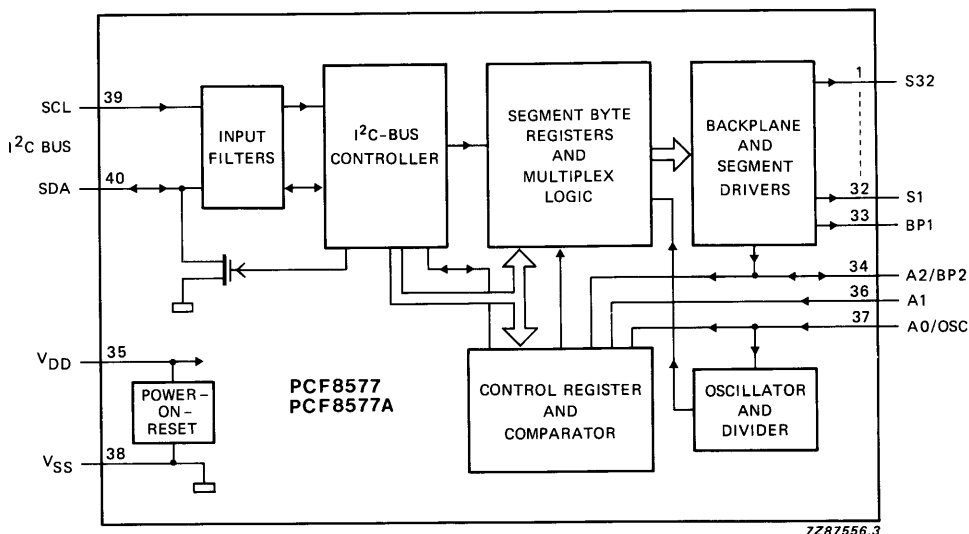 SCL
39
I²C BUS
SDA
40
INPUT
FILTERS
I²C-BUS
CONTROLLER
SEGMENT BYTE
REGISTERS
AND
MULTIPLEX
LOGIC
BACKPLANE
AND
SEGMENT
DRIVERS
1
S32
32
S1
33
BP1
34
A2/BP2
36
A1
37
A0/OSC
VDD
35
POWER-
ON-
RESET
VSS
38
PCF8577
PCF8577A
CONTROL REGISTER
AND
COMPARATOR
OSCILLATOR
AND
DIVIDER
7Z87556.3